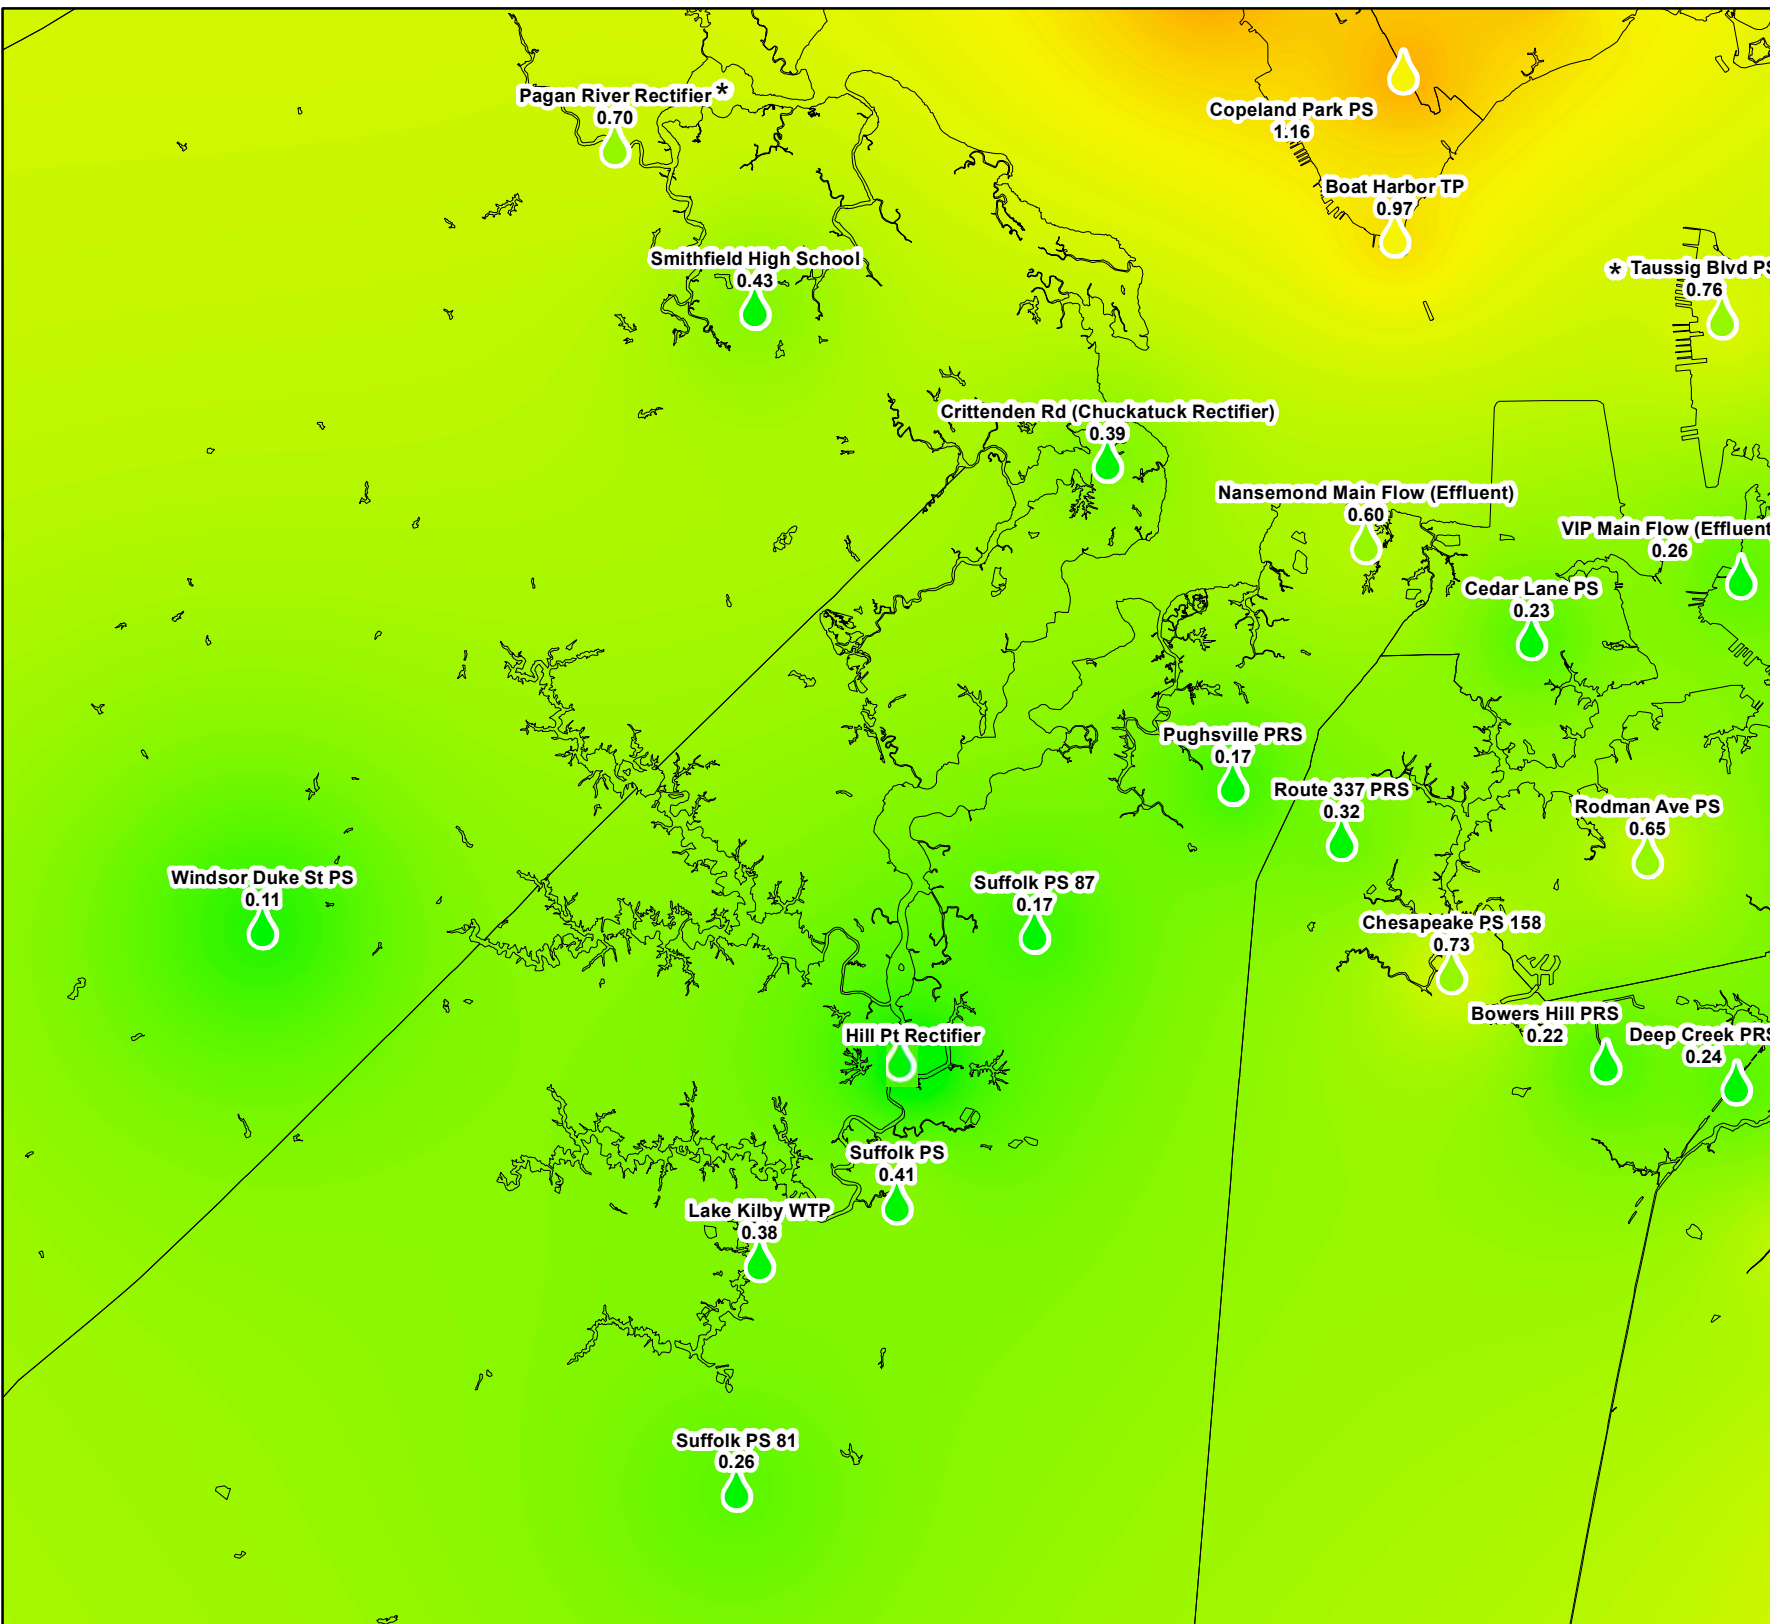 Pagan River Rectifier *
0.70
Copeland Park PS
1.16
Boat Harbor TP
0.97
Smithfield High School
0.43
* Taussig Blvd PS
0.76
Crittenden Rd (Chuckatuck Rectifier)
0.39
Nansemond Main Flow (Effluent)
0.60
VIP Main Flow (Effluent
0.26
Cedar Lane PS
0.23
Pughsville PRS
0.17
Route 337 PRS
0.32
Rodman Ave PS
0.65
Windsor Duke St PS
0.11
Suffolk PS 87
0.17
Chesapeake PS 158
0.73
Bowers Hill PRS
0.22
Deep Creek PRS
0.24
Hill Pt Rectifier
Suffolk PS
0.41
Lake Kilby WTP
0.38
Suffolk PS 81
0.26